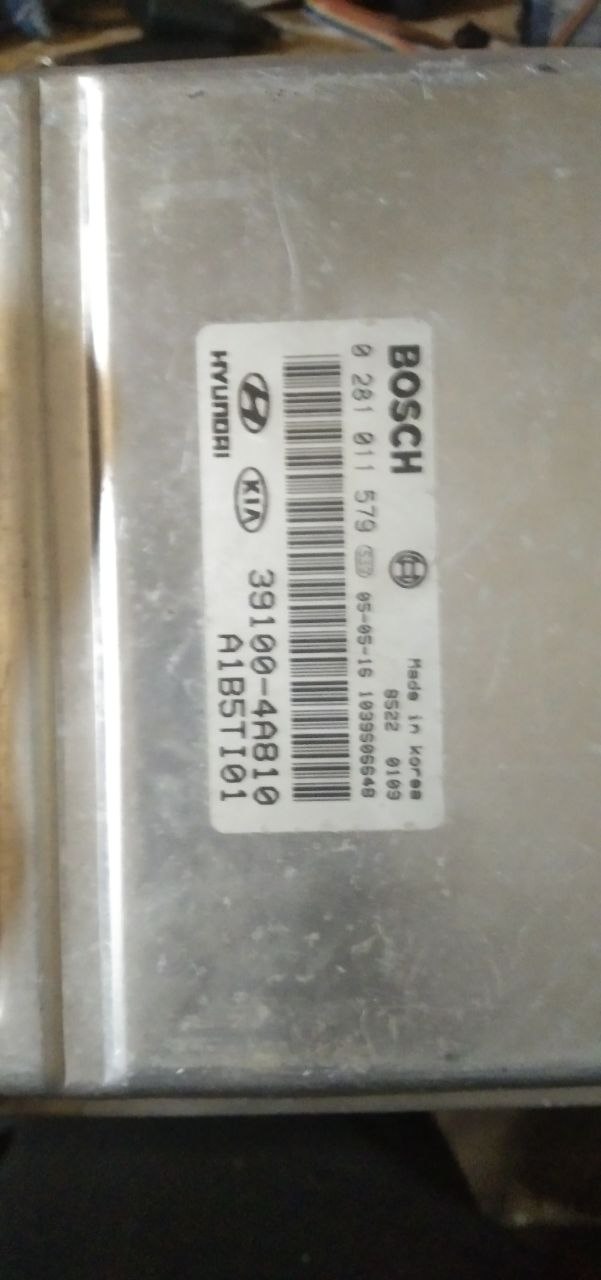 BOSCH
Made in Korea
8522 0109
0 281 011 579 05-05-16 1039S06648
HYUNDAI KIA 39100-4A810
A1B5TI01